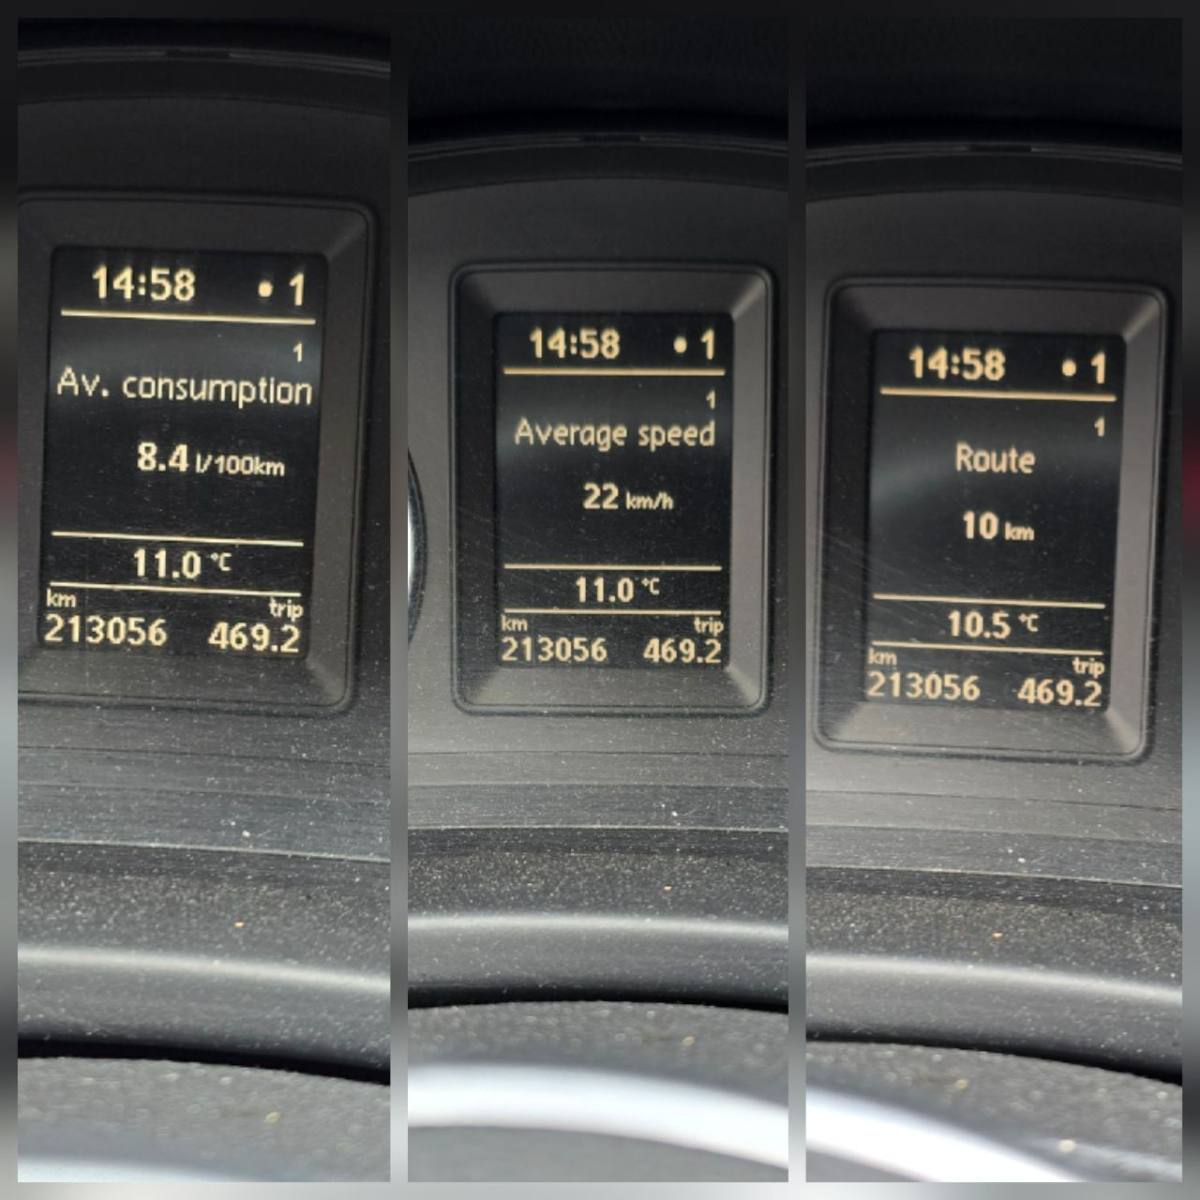 14:58 • 1
1
Av. consumption
8.4 l/100km
11.0 °C
km trip
213056 469.2
14:58 • 1
1
Average speed
22 km/h
11.0 °C
km trip
213056 469.2
14:58 • 1
1
Route
10 km
10.5 °C
km trip
213056 469.2